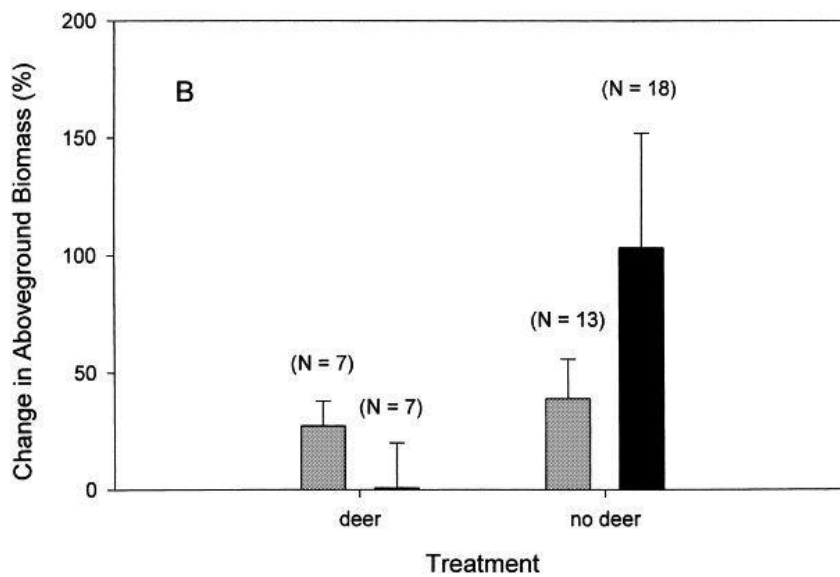 200
B
(N = 18)
150
100
(N = 13)
50
(N = 7)
(N = 7)
0
deer
no deer
Treatment
Change in Aboveground Biomass (%)